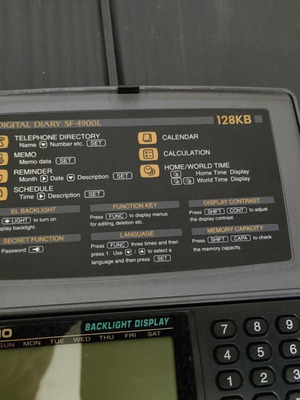 DIGITAL DIARY SF-4900L
128KB
TELEPHONE DIRECTORY
Name ▼ Number etc. SET
MEMO
Memo data SET
REMINDER
Month ▶ Date ▼ Description SET
SCHEDULE
Time ▶ Description SET
CALENDAR
CALCULATION
HOME/WORLD TIME
Home Time Display
World Time Display
EL BACKLIGHT
LIGHT to turn on
display backlight.
SECRET FUNCTION
Password
FUNCTION KEY
Press FUNC to display menus
for editing, deletion etc.
LANGUAGE
Press FUNC three times and then
press 1. Use ▼ / ▲ to select a
language and then press SET
DISPLAY CONTRAST
Press SHIFT CONT to adjust
the display contrast.
MEMORY CAPACITY
Press SHIFT CAPA to check
the memory capacity.
IO
BACKLIGHT DISPLAY
SUN MON TUE WED THU FRI SAT
7 8 9
4 5 6
1 2 3
0